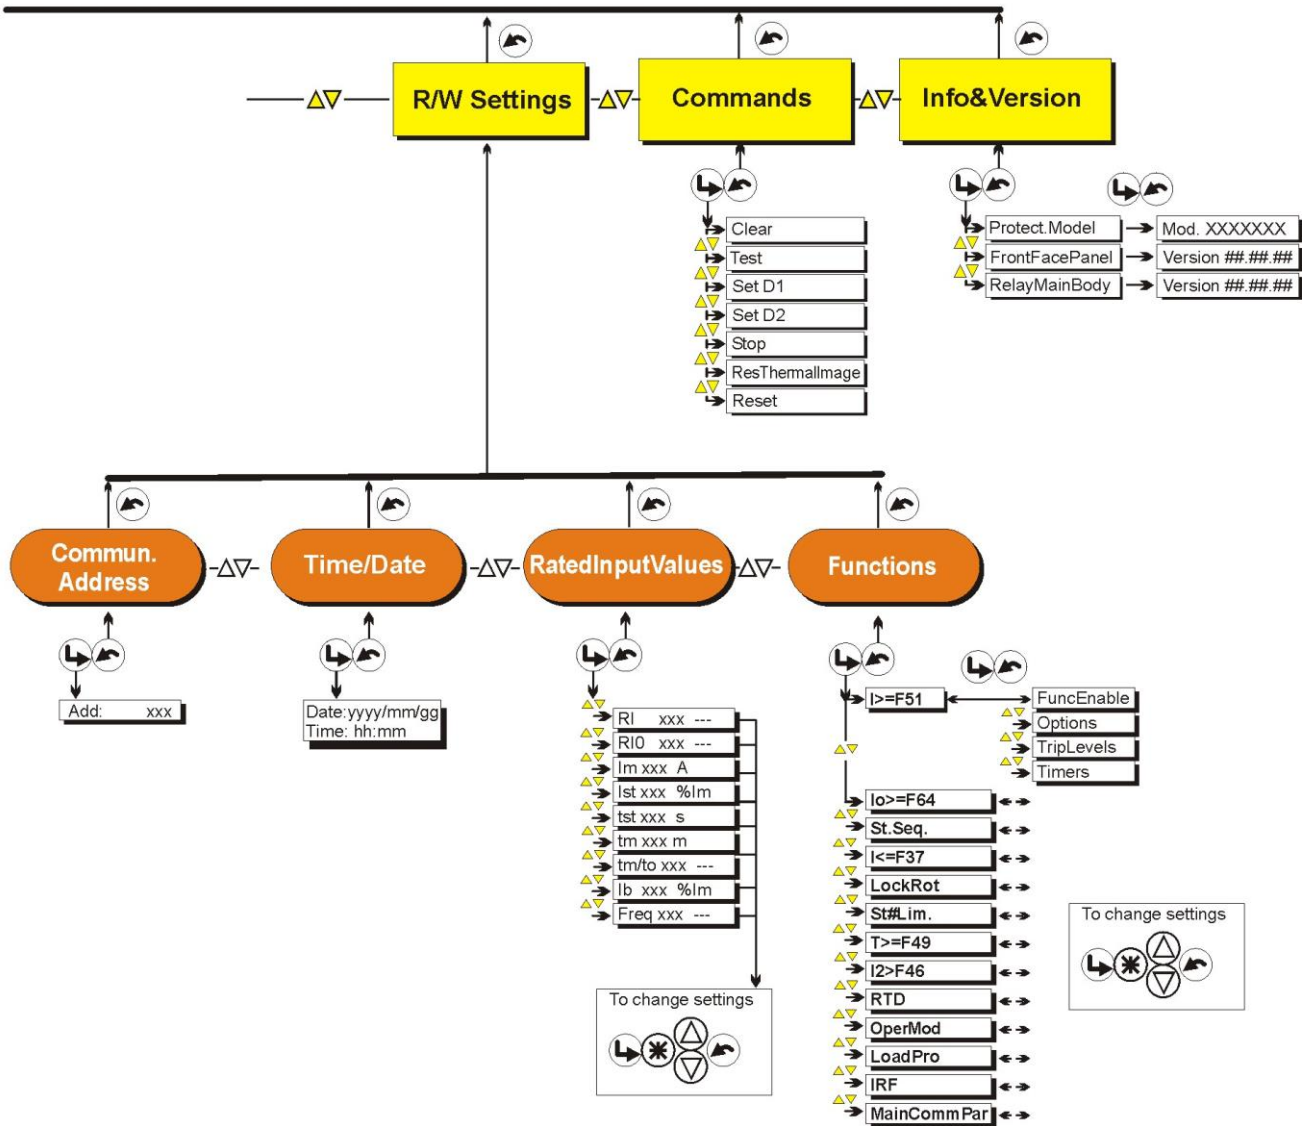 R/W Settings
Commands
Info&Version
Clear
Test
Set D1
Set D2
Stop
ResThermalImage
Reset
Protect.Model
Mod. XXXXXXX
FrontFacePanel
Version ##.##.##
RelayMainBody
Version ##.##.##
Commun.
Address
Time/Date
RatedInputValues
Functions
Add: xxx
Date:yyyy/mm/gg
Time: hh:mm
RI xxx ---
RI0 xxx ---
Im xxx A
Ist xxx %Im
tst xxx s
tm xxx m
tm/to xxx ---
Ib xxx %Im
Freq xxx ---
To change settings
I>=F51
FuncEnable
Options
TripLevels
Timers
Io>=F64
St.Seq.
I<=F37
LockRot
St#Lim.
T>=F49
I2>F46
RTD
OperMod
LoadPro
IRF
MainCommPar
To change settings